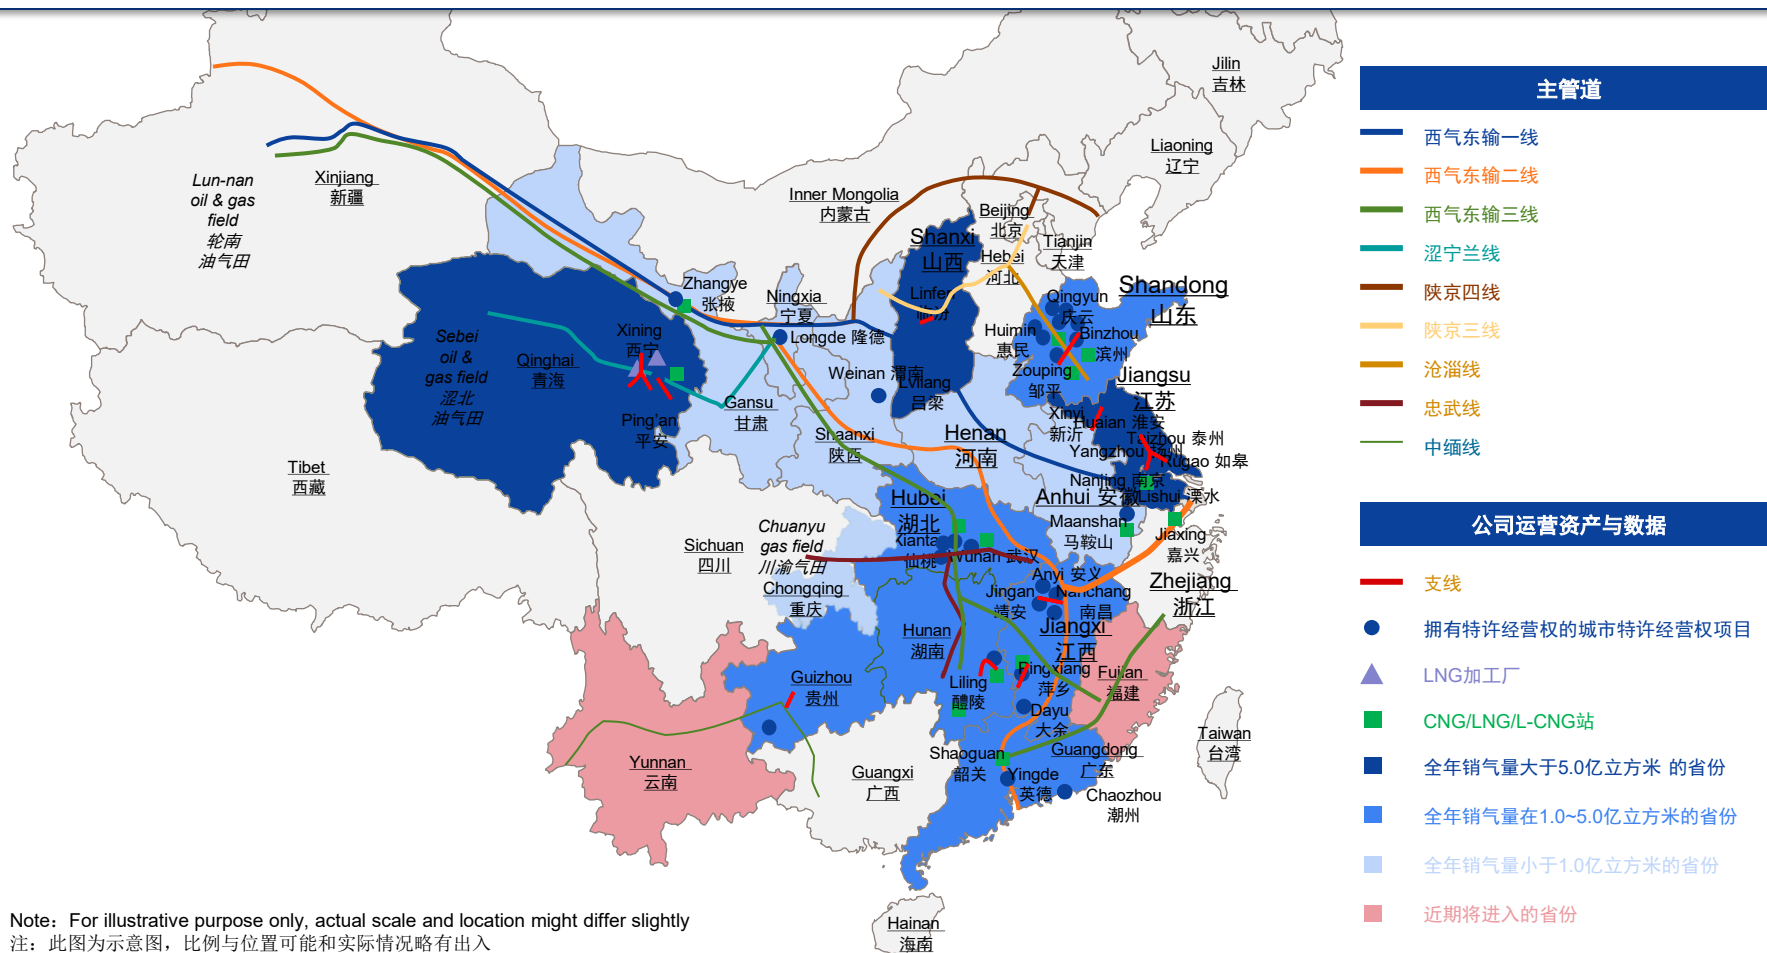 Jilin
吉林
Liaoning
辽宁
Lun-nan
oil & gas
field
轮南
油气田
Xinjiang
新疆
Inner Mongolia
内蒙古
Beijing
北京
Tianjin
天津
Hebei
河北
Shanxi
山西
Linfen
临汾
Zhangye
张掖
Ningxia
宁夏
Longde 隆德
Qingyun
庆云
Shandong
山东
Huimin
惠民
Binzhou
滨州
Zouping
邹平
Sebei
oil &
gas field
涩北
油气田
Qinghai
青海
Xining
西宁
Ping'an
平安
Gansu
甘肃
Weinan 渭南
Lvliang
吕梁
Shaanxi
陕西
Henan
河南
Jiangsu
江苏
Xinyi
新沂
Huaian 淮安
Taizhou 泰州
Yangzhou 扬州
Rugao 如皋
Nanjing 南京
Anhui 安徽
Lishui 溧水
Maanshan
马鞍山
Jiaxing
嘉兴
Zhejiang
浙江
Tibet
西藏
Sichuan
四川
Chuanyu
gas field
川渝气田
Chongqing
重庆
Hubei
湖北
Xiantao
仙桃
Wuhan 武汉
Anyi 安义
Jingan
靖安
Nanchang
南昌
Jiangxi
江西
Hunan
湖南
Guizhou
贵州
Liling
醴陵
Pingxiang
萍乡
Fujian
福建
Dayu
大余
Yunnan
云南
Guangxi
广西
Shaoguan
韶关
Guangdong
广东
Yingde
英德
Chaozhou
潮州
Taiwan
台湾
Hainan
海南
主管道
西气东输一线
西气东输二线
西气东输三线
涩宁兰线
陕京四线
陕京三线
沧淄线
忠武线
中缅线
公司运营资产与数据
支线
拥有特许经营权的城市特许经营权项目
LNG加工厂
CNG/LNG/L-CNG站
全年销气量大于5.0亿立方米 的省份
全年销气量在1.0~5.0亿立方米的省份
全年销气量小于1.0亿立方米的省份
近期将进入的省份
Note：For illustrative purpose only, actual scale and location might differ slightly
注：此图为示意图，比例与位置可能和实际情况略有出入